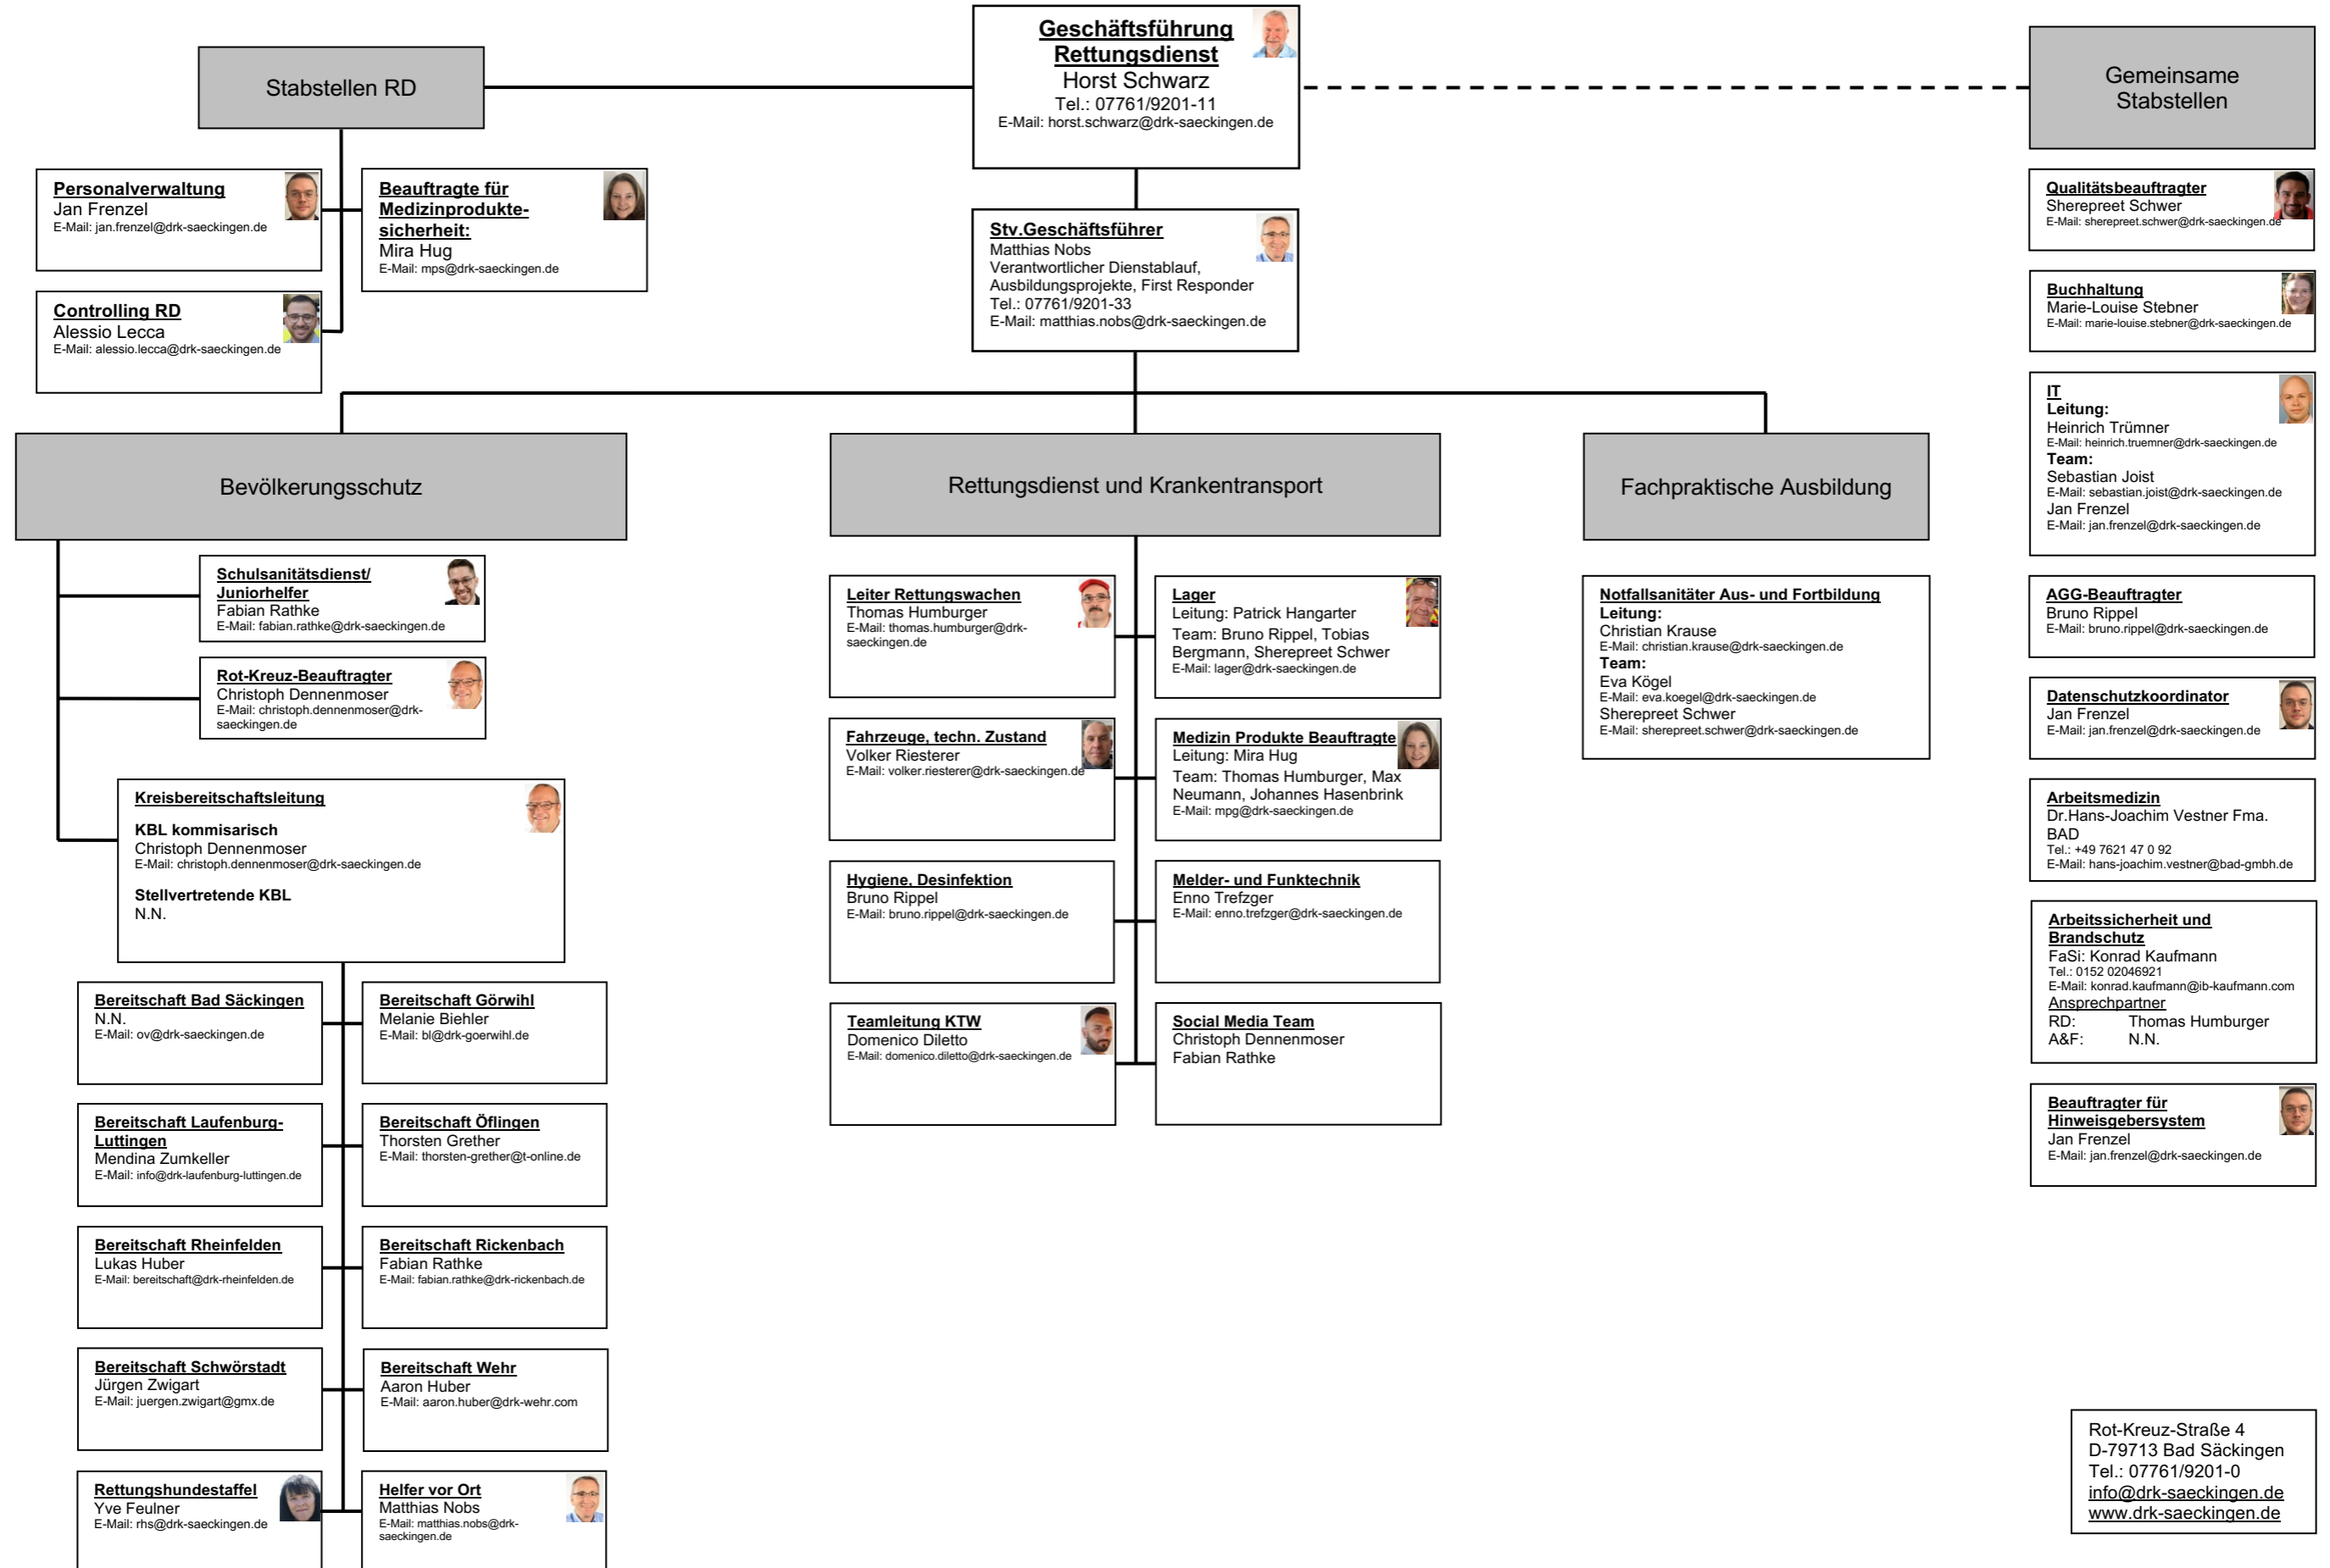 Geschäftsführung
Rettungsdienst
Horst Schwarz
Tel.: 07761/9201-11
E-Mail: horst.schwarz@drk-saeckingen.de
Stabstellen RD
Gemeinsame
Stabstellen
Personalverwaltung
Jan Frenzel
E-Mail: jan.frenzel@drk-saeckingen.de
Beauftragte für
Medizinprodukte-
sicherheit:
Mira Hug
E-Mail: mps@drk-saeckingen.de
Controlling RD
Alessio Lecca
E-Mail: alessio.lecca@drk-saeckingen.de
Stv.Geschäftsführer
Matthias Nobs
Verantwortlicher Dienstablauf,
Ausbildungsprojekte, First Responder
Tel.: 07761/9201-33
E-Mail: matthias.nobs@drk-saeckingen.de
Bevölkerungsschutz
Schulsanitätsdienst/
Juniorhelfer
Fabian Rathke
E-Mail: fabian.rathke@drk-saeckingen.de
Rot-Kreuz-Beauftragter
Christoph Dennenmoser
E-Mail: christoph.dennenmoser@drk-
saeckingen.de
Kreisbereitschaftsleitung
KBL kommisarisch
Christoph Dennenmoser
E-Mail: christoph.dennenmoser@drk-saeckingen.de
Stellvertretende KBL
N.N.
Bereitschaft Bad Säckingen
N.N.
E-Mail: ov@drk-saeckingen.de
Bereitschaft Görwihl
Melanie Biehler
E-Mail: bl@drk-goerwihl.de
Bereitschaft Laufenburg-
Luttingen
Mendina Zumkeller
E-Mail: info@drk-laufenburg-luttingen.de
Bereitschaft Öflingen
Thorsten Grether
E-Mail: thorsten-grether@t-online.de
Bereitschaft Rheinfelden
Lukas Huber
E-Mail: bereitschaft@drk-rheinfelden.de
Bereitschaft Rickenbach
Fabian Rathke
E-Mail: fabian.rathke@drk-rickenbach.de
Bereitschaft Schwörstadt
Jürgen Zwigart
E-Mail: juergen.zwigart@gmx.de
Bereitschaft Wehr
Aaron Huber
E-Mail: aaron.huber@drk-wehr.com
Rettungshundestaffel
Yve Feulner
E-Mail: rhs@drk-saeckingen.de
Helfer vor Ort
Matthias Nobs
E-Mail: matthias.nobs@drk-
saeckingen.de
Rettungsdienst und Krankentransport
Leiter Rettungswachen
Thomas Humburger
E-Mail: thomas.humburger@drk-
saeckingen.de
Lager
Leitung: Patrick Hangarter
Team: Bruno Rippel, Tobias
Bergmann, Sherepreet Schwer
E-Mail: lager@drk-saeckingen.de
Fahrzeuge, techn. Zustand
Volker Riesterer
E-Mail: volker.riesterer@drk-saeckingen.de
Medizin Produkte Beauftragte
Leitung: Mira Hug
Team: Thomas Humburger, Max
Neumann, Johannes Hasenbrink
E-Mail: mpg@drk-saeckingen.de
Hygiene, Desinfektion
Bruno Rippel
E-Mail: bruno.rippel@drk-saeckingen.de
Melder- und Funktechnik
Enno Trefzger
E-Mail: enno.trefzger@drk-saeckingen.de
Teamleitung KTW
Domenico Diletto
E-Mail: domenico.diletto@drk-saeckingen.de
Social Media Team
Christoph Dennenmoser
Fabian Rathke
Fachpraktische Ausbildung
Notfallsanitäter Aus- und Fortbildung
Leitung:
Christian Krause
E-Mail: christian.krause@drk-saeckingen.de
Team:
Eva Kögel
E-Mail: eva.koegel@drk-saeckingen.de
Sherepreet Schwer
E-Mail: sherepreet.schwer@drk-saeckingen.de
Qualitätsbeauftragter
Sherepreet Schwer
E-Mail: sherepreet.schwer@drk-saeckingen.de
Buchhaltung
Marie-Louise Stebner
E-Mail: marie-louise.stebner@drk-saeckingen.de
IT
Leitung:
Heinrich Trümner
E-Mail: heinrich.truemner@drk-saeckingen.de
Team:
Sebastian Joist
E-Mail: sebastian.joist@drk-saeckingen.de
Jan Frenzel
E-Mail: jan.frenzel@drk-saeckingen.de
AGG-Beauftragter
Bruno Rippel
E-Mail: bruno.rippel@drk-saeckingen.de
Datenschutzkoordinator
Jan Frenzel
E-Mail: jan.frenzel@drk-saeckingen.de
Arbeitsmedizin
Dr.Hans-Joachim Vestner Fma.
BAD
Tel.: +49 7621 47 0 92
E-Mail: hans-joachim.vestner@bad-gmbh.de
Arbeitssicherheit und
Brandschutz
FaSi: Konrad Kaufmann
Tel.: 0152 02046921
E-Mail: konrad.kaufmann@ib-kaufmann.com
Ansprechpartner
RD: Thomas Humburger
A&F: N.N.
Beauftragter für
Hinweisgebersystem
Jan Frenzel
E-Mail: jan.frenzel@drk-saeckingen.de
Rot-Kreuz-Straße 4
D-79713 Bad Säckingen
Tel.: 07761/9201-0
info@drk-saeckingen.de
www.drk-saeckingen.de